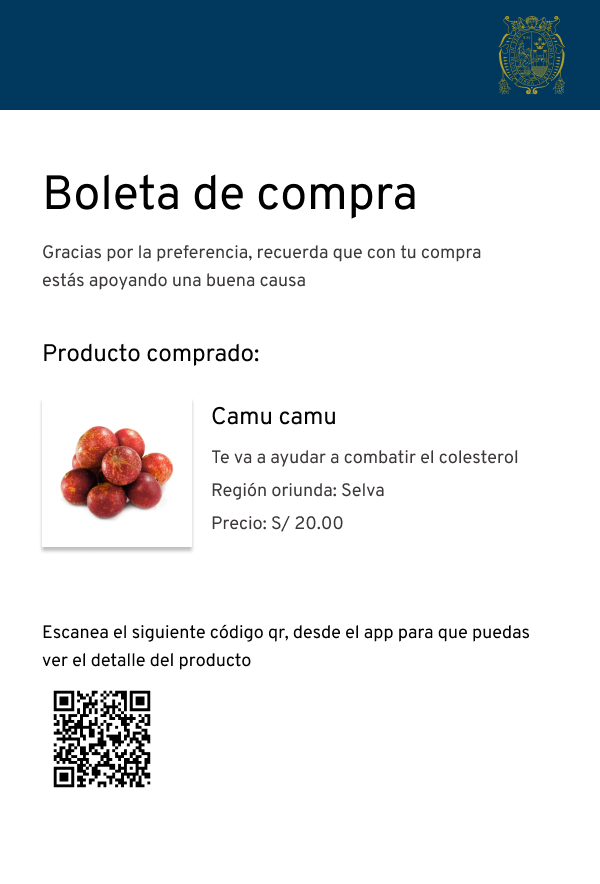 Boleta de compra
Gracias por la preferencia, recuerda que con tu compra
estás apoyando una buena causa
Producto comprado:
Camu camu
Te va a ayudar a combatir el colesterol
Región oriunda: Selva
Precio: S/ 20.00
Escanea el siguiente código qr, desde el app para que puedas
ver el detalle del producto